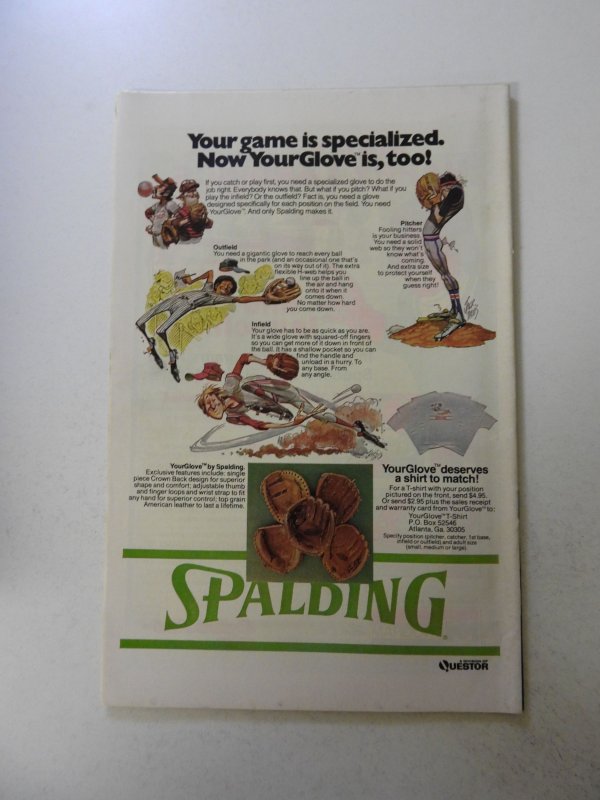 Your game is specialized.
Now YourGlove™ is, too!
If you catch or play first, you need a specialized glove to do the
job right. Everybody knows that. But what if you pitch? What if you
play the infield? Or the outfield? Fact is, you need a glove
designed specifically for each position on the field. You need
YourGlove™. And only Spalding makes it.
Pitcher
Fooling hitters
is your business.
You need a solid
web so they won't
know what's
coming.
And extra size
to protect yourself
when they
guess right!
Outfield
You need a gigantic glove to reach every ball
in the park (and an occasional one that's
on its way out of it). The extra
flexible H-web helps you
line up the ball in
the air and hang
onto it when it
comes down.
No matter how hard
you come down.
Infield
Your glove has to be as quick as you are.
It's a wide glove with squared-off fingers
so you can get more of it down in front of
the ball. It has a shallow pocket so you can
find the handle and
unload in a hurry. To
any base. From
any angle.
YourGlove™ by Spalding.
Exclusive features include: single
piece Crown Back design for superior
shape and comfort; adjustable thumb
and finger loops and wrist strap to fit
any hand for superior control; top grain
American leather to last a lifetime.
YourGlove™ deserves
a shirt to match!
For a T-shirt with your position
pictured on the front, send $4.95.
Or send $2.95 plus the sales receipt
and warranty card from YourGlove™ to:
YourGlove™ T-Shirt
P.O. Box 52546
Atlanta, Ga. 30305
Specify position (pitcher, catcher, 1st base,
infield or outfield) and adult size
(small, medium or large).
SPALDING
A DIVISION OF
QUESTOR